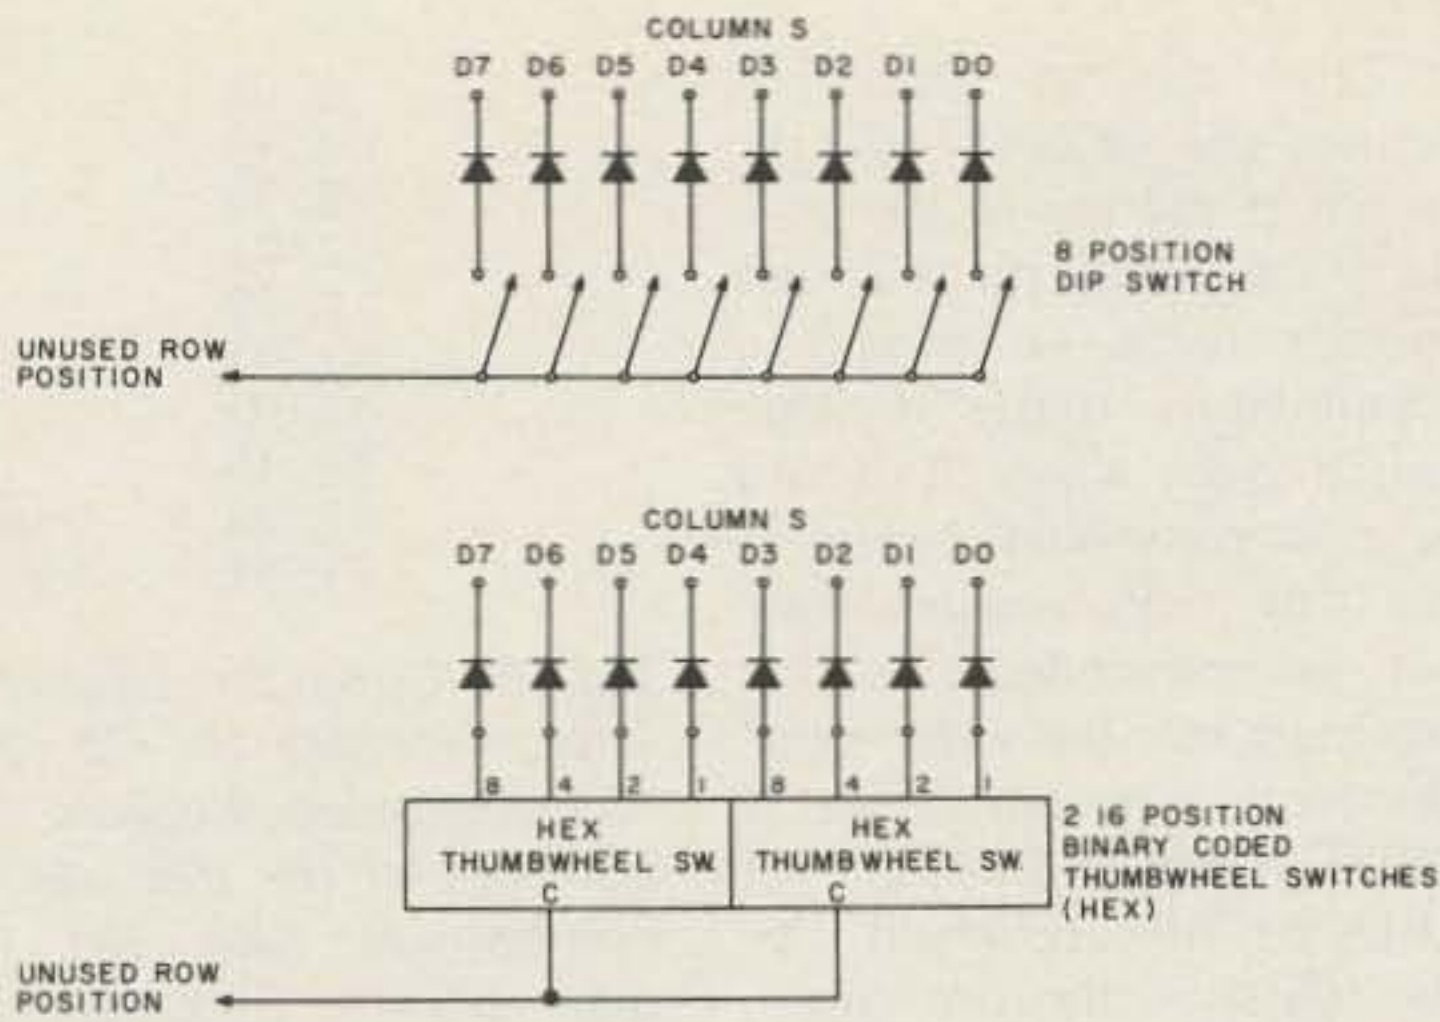 COLUMN S
D7 D6 D5 D4 D3 D2 D1 D0
8 POSITION
DIP SWITCH
UNUSED ROW
POSITION
COLUMN S
D7 D6 D5 D4 D3 D2 D1 D0
8 4 2 1 8 4 2 1
HEX
THUMBWHEEL SW.
C
HEX
THUMBWHEEL SW.
C
2 16 POSITION
BINARY CODED
THUMBWHEEL SWITCHES
(HEX)
UNUSED ROW
POSITION